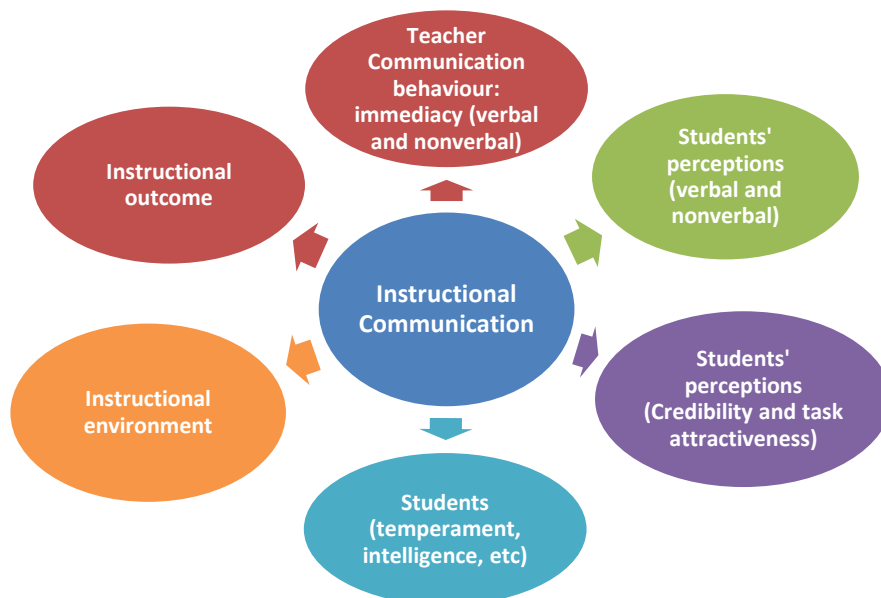 Teacher
Communication
behaviour:
immediacy (verbal
and nonverbal)
Students'
perceptions
(verbal and
nonverbal)
Instructional
outcome
Instructional
Communication
Students'
perceptions
(Credibility and task
attractiveness)
Instructional
environment
Students
(temperament,
intelligence, etc)